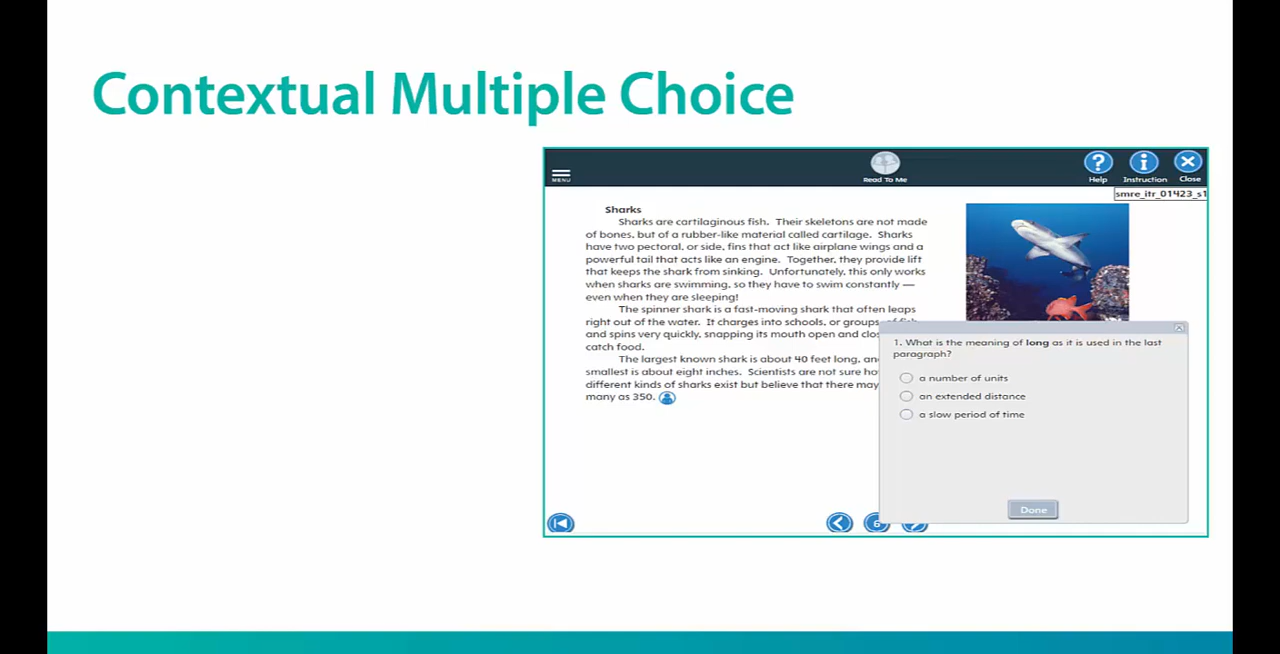 Contextual Multiple Choice
MENU
Read To Me
Help
Instruction
Close
smre_itr_01423_s1
Sharks
Sharks are cartilaginous fish. Their skeletons are not made
of bones, but of a rubber-like material called cartilage. Sharks
have two pectoral, or side, fins that act like airplane wings and a
powerful tail that acts like an engine. Together, they provide lift
that keeps the shark from sinking. Unfortunately, this only works
when sharks are swimming, so they have to swim constantly —
even when they are sleeping!
The spinner shark is a fast-moving shark that often leaps
right out of the water. It charges into schools, or groups, of fish
and spins very quickly, snapping its mouth open and clos
catch food.
The largest known shark is about 40 feet long, an
smallest is about eight inches. Scientists are not sure ho
different kinds of sharks exist but believe that there may
many as 350.
1. What is the meaning of long as it is used in the last
paragraph?
a number of units
an extended distance
a slow period of time
Done
6